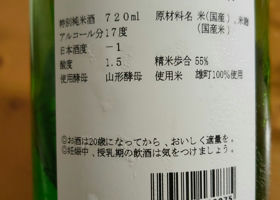 特別純米酒 720ml 原材料名 米(国産)、米麹
アルコール分17度 (国産米)
日本酒度 −1
酸度 1.5 精米歩合 55%
使用酵母 山形酵母 使用米 雄町100%使用
◎お酒は20歳になってから、おいしく適量を。
◎妊娠中、授乳期の飲酒は気をつけましょう。